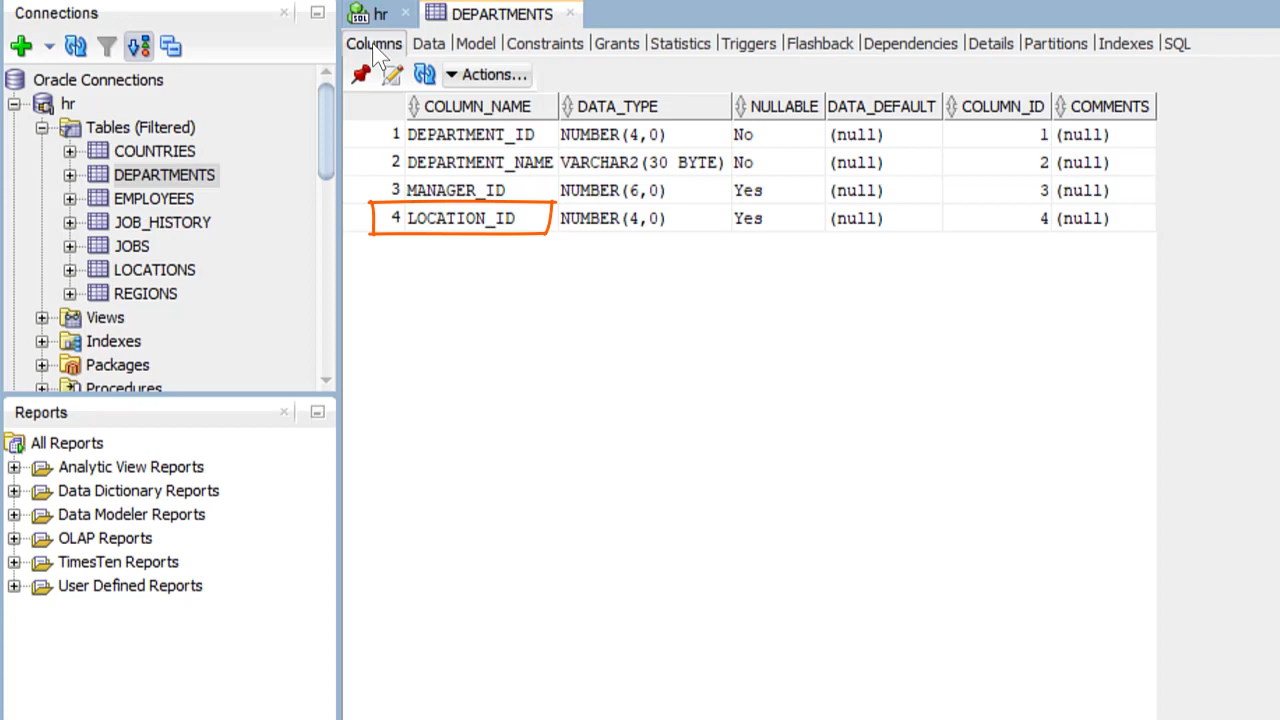 Connections
Oracle Connections
hr
Tables (Filtered)
COUNTRIES
DEPARTMENTS
EMPLOYEES
JOB_HISTORY
JOBS
LOCATIONS
REGIONS
Views
Indexes
Packages
Procedures
Reports
All Reports
Analytic View Reports
Data Dictionary Reports
Data Modeler Reports
OLAP Reports
TimesTen Reports
User Defined Reports
SQL hr DEPARTMENTS
Columns Data Model Constraints Grants Statistics Triggers Flashback Dependencies Details Partitions Indexes SQL
Actions...
COLUMN_NAME DATA_TYPE NULLABLE DATA_DEFAULT COLUMN_ID COMMENTS
1 DEPARTMENT_ID NUMBER(4,0) No (null) 1 (null)
2 DEPARTMENT_NAME VARCHAR2(30 BYTE) No (null) 2 (null)
3 MANAGER_ID NUMBER(6,0) Yes (null) 3 (null)
4 LOCATION_ID NUMBER(4,0) Yes (null) 4 (null)